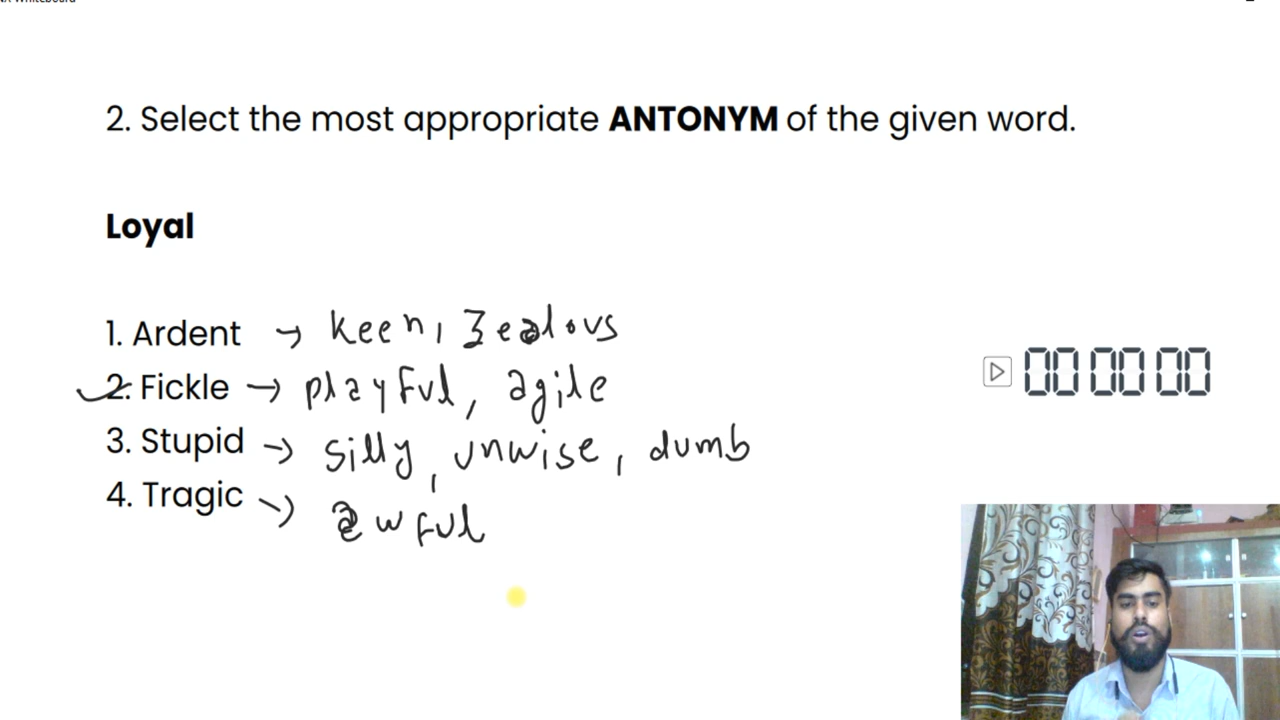 2. Select the most appropriate ANTONYM of the given word.
Loyal
1. Ardent → keen, zealous
2. Fickle → playful, agile
3. Stupid → silly, unwise, dumb
4. Tragic → awful
00 00 00